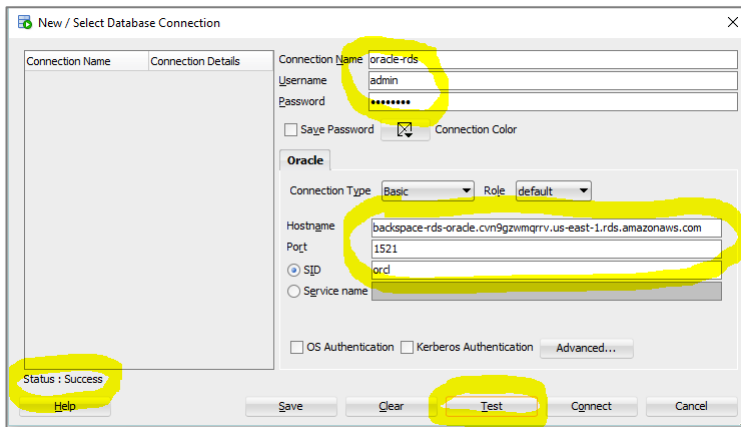 New / Select Database Connection
Connection Name Connection Details
Connection Name oracle-rds
Username admin
Password ••••••••
Save Password Connection Color
Oracle
Connection Type Basic Role default
Hostname backspace-rds-oracle.cvn9gzwmqrrv.us-east-1.rds.amazonaws.com
Port 1521
SID orcl
Service name
OS Authentication Kerberos Authentication Advanced...
Status : Success
Help Save Clear Test Connect Cancel